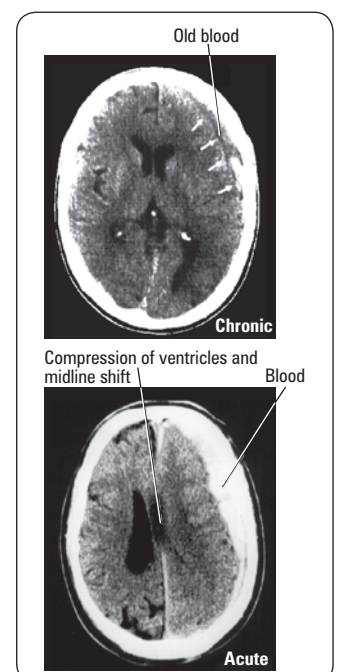 Old blood
Chronic
Compression of ventricles and
midline shift
Blood
Acute